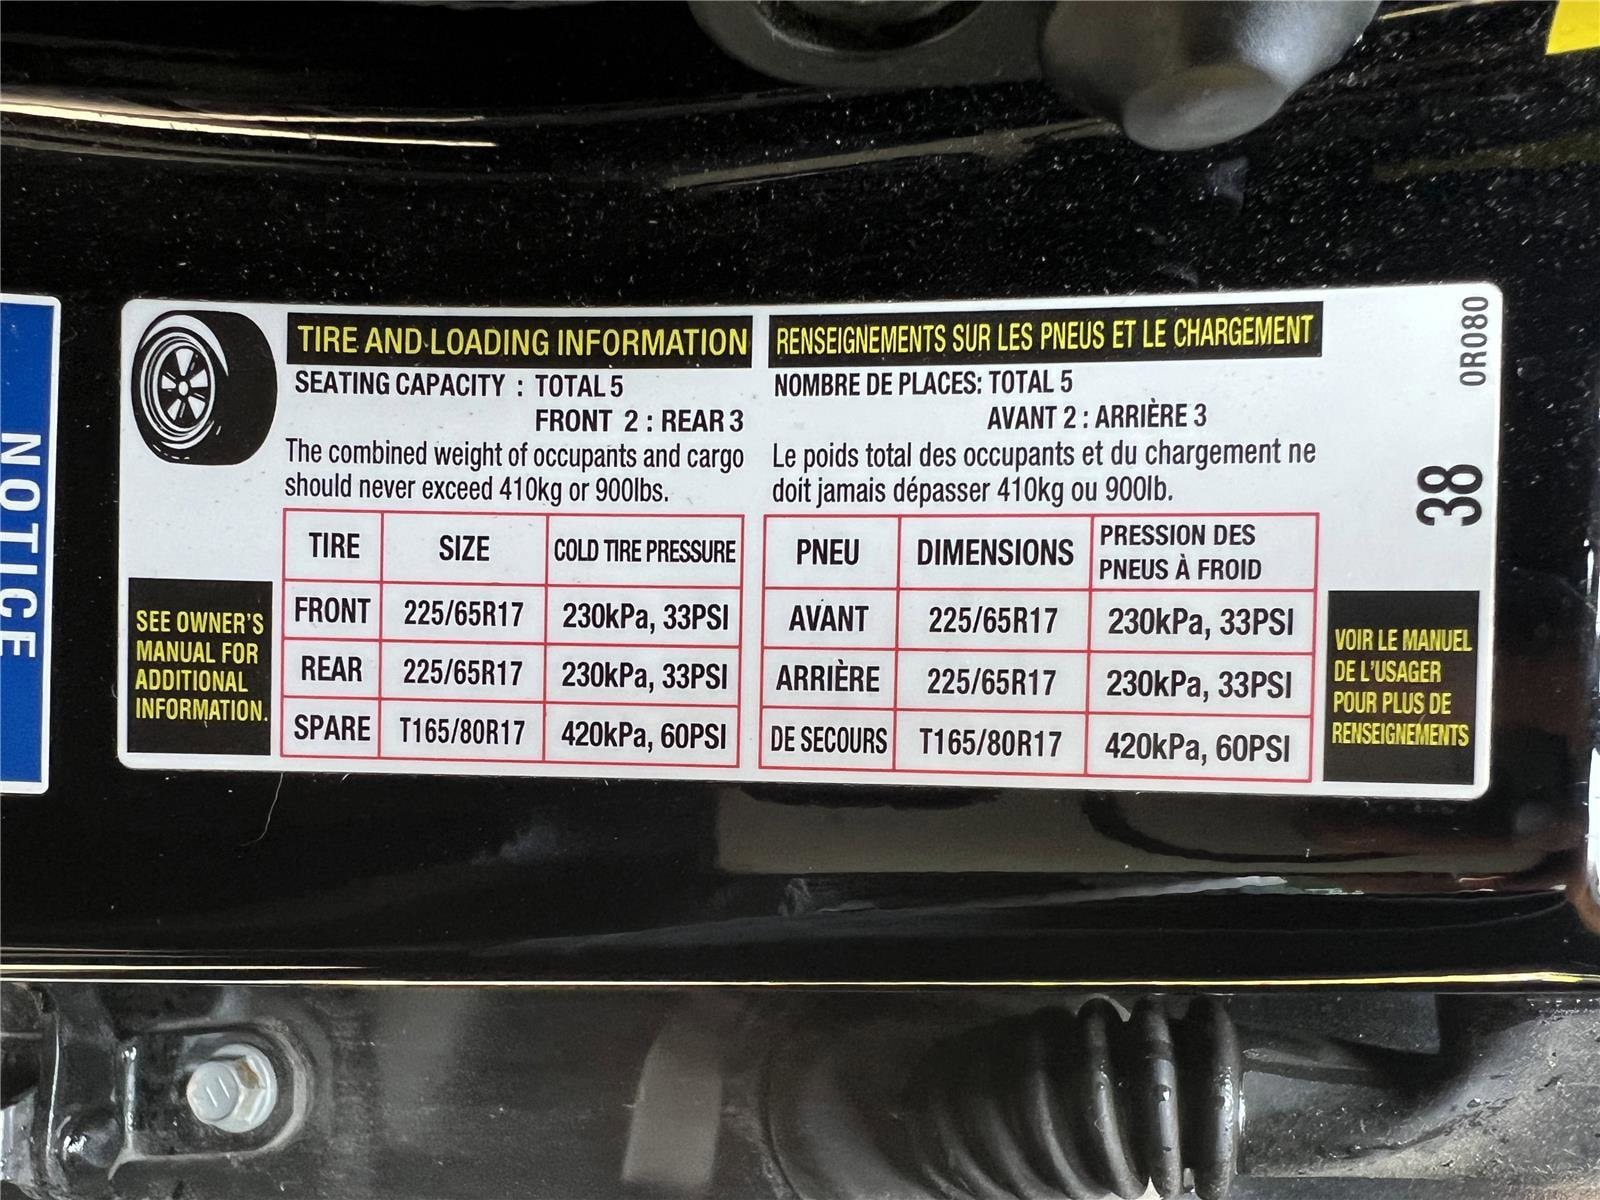 NOTICE
TIRE AND LOADING INFORMATION
SEATING CAPACITY : TOTAL 5
FRONT 2 : REAR 3
The combined weight of occupants and cargo
should never exceed 410kg or 900lbs.
TIRE SIZE COLD TIRE PRESSURE
FRONT 225/65R17 230kPa, 33PSI
REAR 225/65R17 230kPa, 33PSI
SPARE T165/80R17 420kPa, 60PSI
SEE OWNER'S
MANUAL FOR
ADDITIONAL
INFORMATION.
RENSEIGNEMENTS SUR LES PNEUS ET LE CHARGEMENT
NOMBRE DE PLACES: TOTAL 5
AVANT 2 : ARRIÈRE 3
Le poids total des occupants et du chargement ne
doit jamais dépasser 410kg ou 900lb.
PNEU DIMENSIONS PRESSION DES
PNEUS À FROID
AVANT 225/65R17 230kPa, 33PSI
ARRIÈRE 225/65R17 230kPa, 33PSI
DE SECOURS T165/80R17 420kPa, 60PSI
VOIR LE MANUEL
DE L'USAGER
POUR PLUS DE
RENSEIGNEMENTS
38
0R080